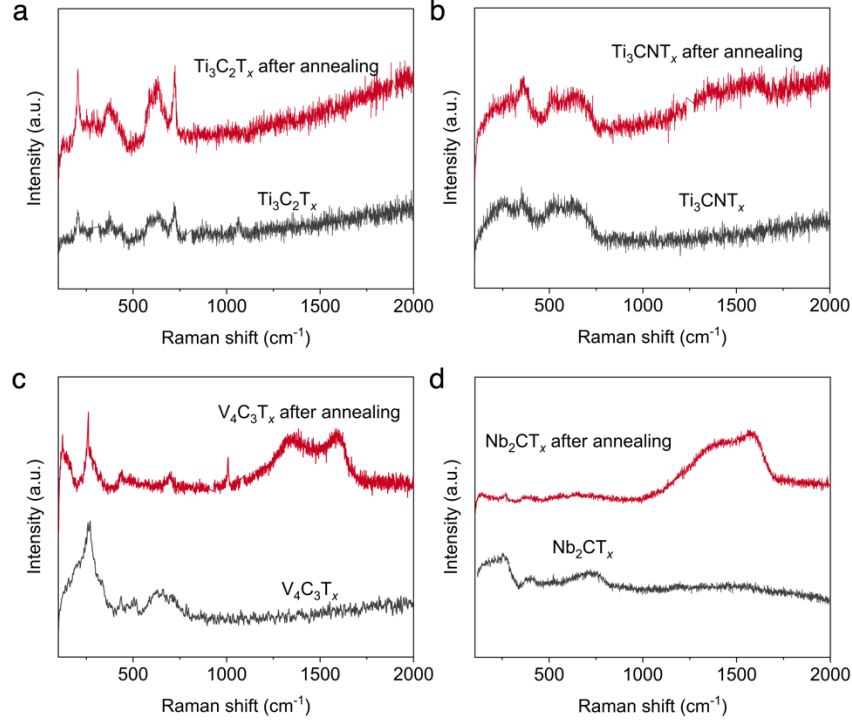 a
Ti₃C₂Tₓ after annealing
Ti₃C₂Tₓ
Intensity (a.u.)
500 1000 1500 2000
Raman shift (cm⁻¹)
b
Ti₃CNTₓ after annealing
Ti₃CNTₓ
Intensity (a.u.)
500 1000 1500 2000
Raman shift (cm⁻¹)
c
V₄C₃Tₓ after annealing
V₄C₃Tₓ
Intensity (a.u.)
500 1000 1500 2000
Raman shift (cm⁻¹)
d
Nb₂CTₓ after annealing
Nb₂CTₓ
Intensity (a.u.)
500 1000 1500 2000
Raman shift (cm⁻¹)